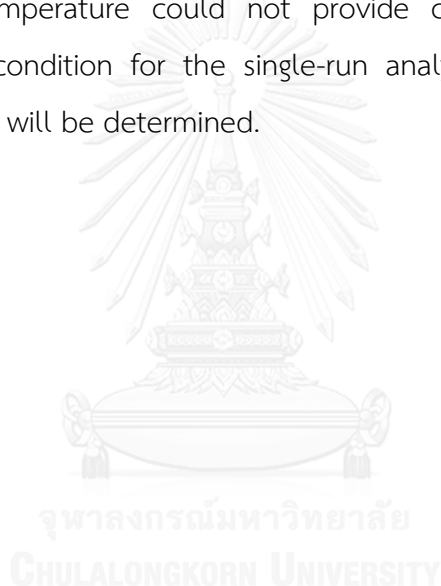 mperature could not provide c
condition for the single-run anal
will be determined.
จุฬาลงกรณ์มหาวิทยาลัย
CHULALONGKORN UNIVERSITY